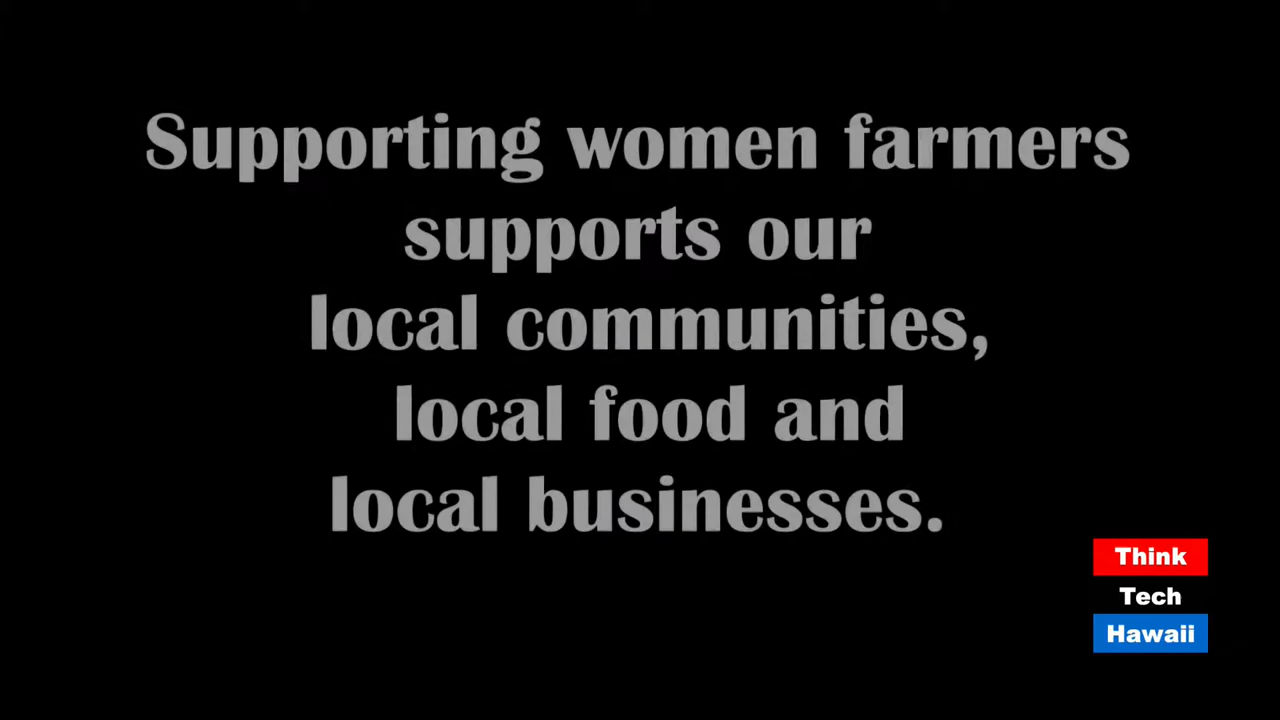 Supporting women farmers
supports our
local communities,
local food and
local businesses.
Think
Tech
Hawaii